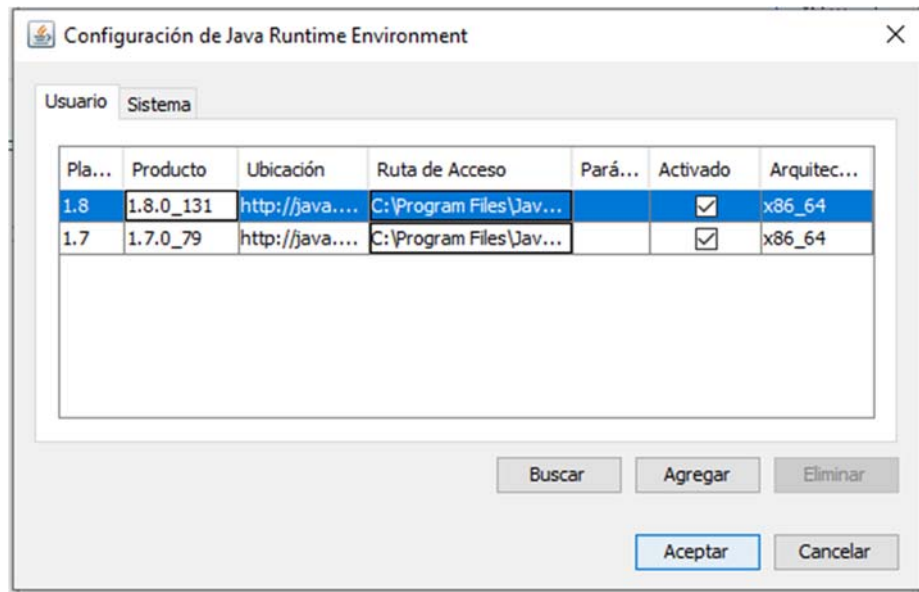 Configuración de Java Runtime Environment
Usuario Sistema
Pla... Producto Ubicación Ruta de Acceso Pará... Activado Arquitec...
1.8 1.8.0_131 http://java.... C:\Program Files\Jav... x86_64
1.7 1.7.0_79 http://java.... C:\Program Files\Jav... x86_64
Buscar Agregar Eliminar
Aceptar Cancelar